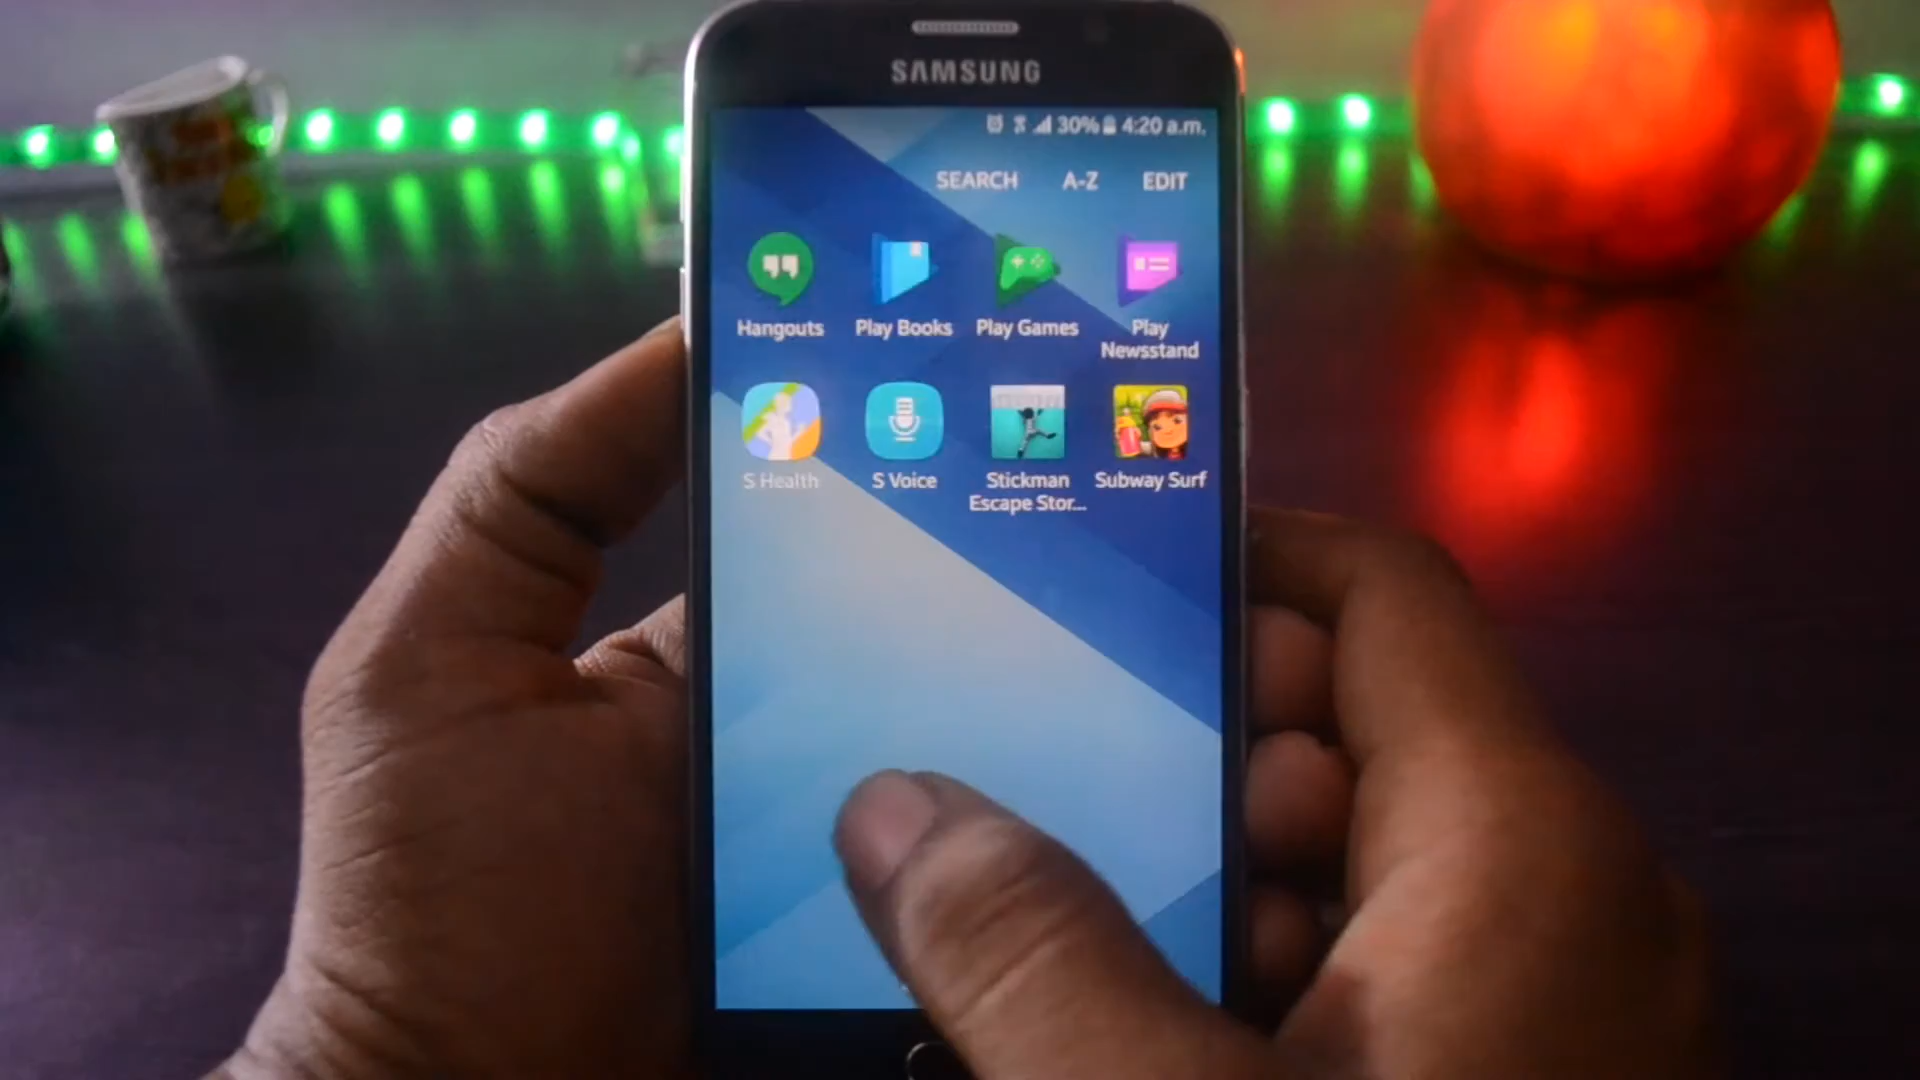 SAMSUNG
30% 4:20 a.m.
SEARCH A-Z EDIT
Hangouts Play Books Play Games Play
Newsstand
S Health S Voice Stickman Subway Surf
Escape Stor...